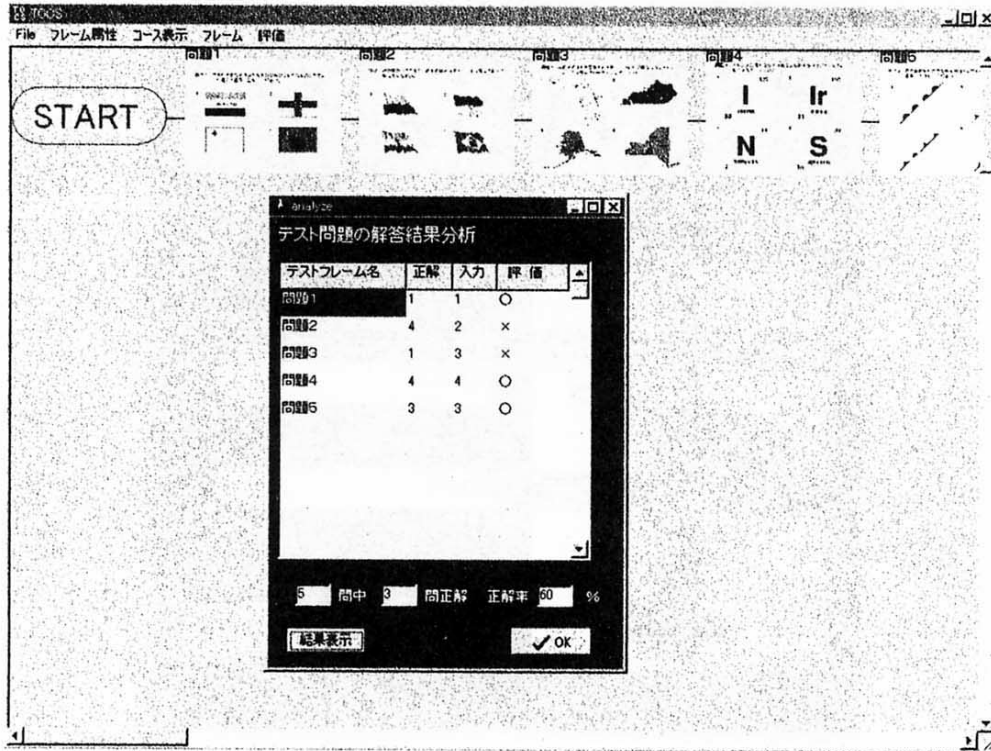 TOCS
File フレーム属性 コース表示 フレーム 評価
問題1 問題2 問題3 問題4 問題5
START
I Ir
N S
analyze
テスト問題の解答結果分析
テストフレーム名 正解 入力 評価
問題1 1 1 ○
問題2 4 2 ×
問題3 1 3 ×
問題4 4 4 ○
問題5 3 3 ○
5 問中 3 問正解 正解率 60 %
結果表示 OK